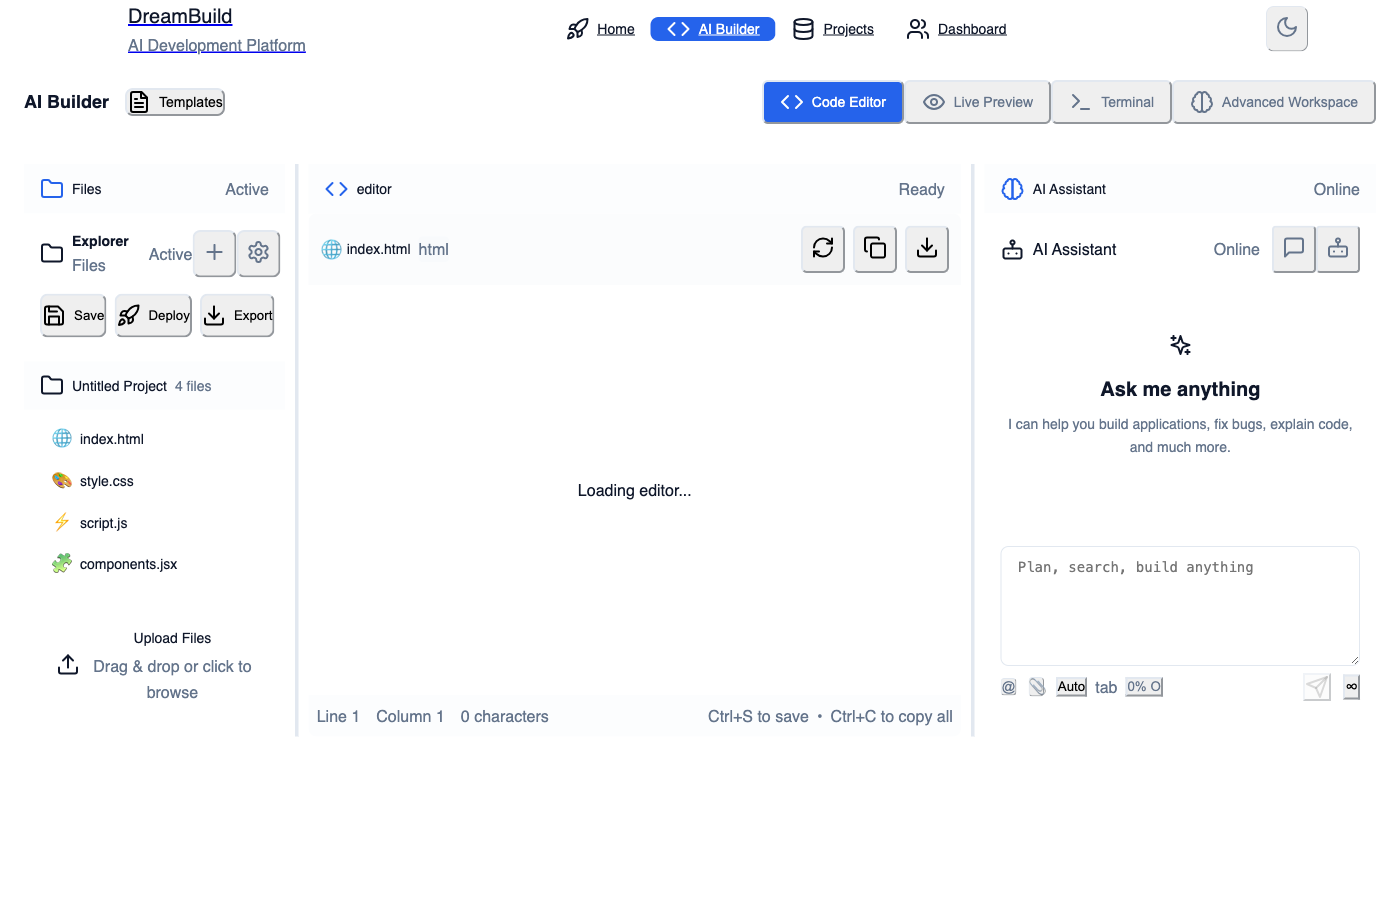 DreamBuild
AI Development Platform
Home
AI Builder
Projects
Dashboard
AI Builder
Templates
Code Editor
Live Preview
Terminal
Advanced Workspace
Files
Active
Explorer
Files
Active
Save
Deploy
Export
Untitled Project 4 files
index.html
style.css
script.js
components.jsx
Upload Files
Drag & drop or click to
browse
editor
Ready
index.html html
Loading editor...
Line 1 Column 1 0 characters
Ctrl+S to save • Ctrl+C to copy all
AI Assistant
Online
AI Assistant
Online
Ask me anything
I can help you build applications, fix bugs, explain code,
and much more.
Plan, search, build anything
@ Auto tab 0% O ∞